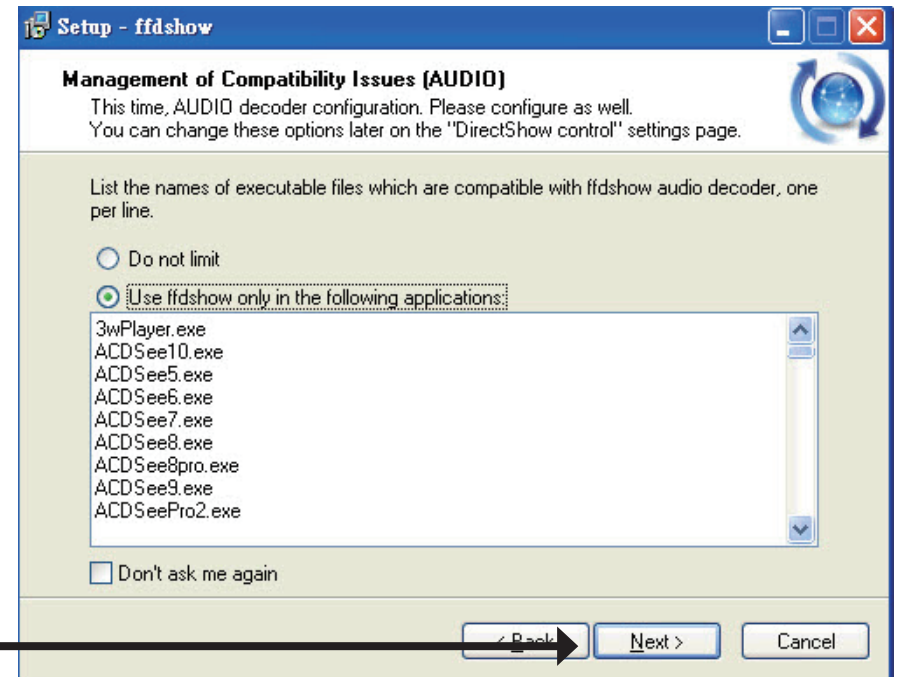 Setup - ffdshow
Management of Compatibility Issues (AUDIO)
This time, AUDIO decoder configuration. Please configure as well.
You can change these options later on the "DirectShow control" settings page.
List the names of executable files which are compatible with ffdshow audio decoder, one
per line.
Do not limit
Use ffdshow only in the following applications:
3wPlayer.exe
ACDSee10.exe
ACDSee5.exe
ACDSee6.exe
ACDSee7.exe
ACDSee8.exe
ACDSee8pro.exe
ACDSee9.exe
ACDSeePro2.exe
Don't ask me again
< Back Next > Cancel